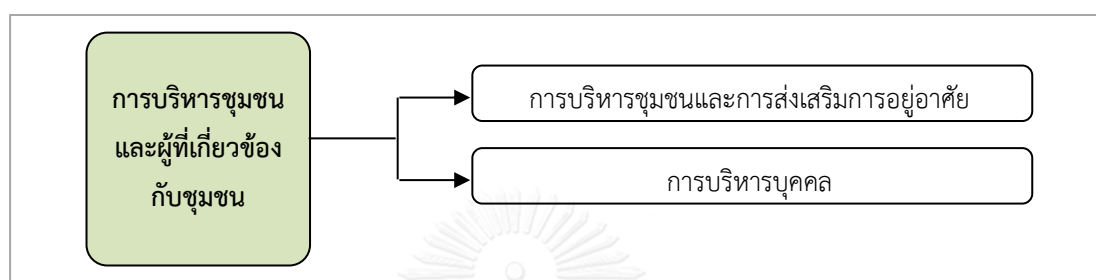 การบริหารชุมชน
และผู้ที่เกี่ยวข้อง
กับชุมชน
การบริหารชุมชนและการส่งเสริมการอยู่อาศัย
การบริหารบุคคล